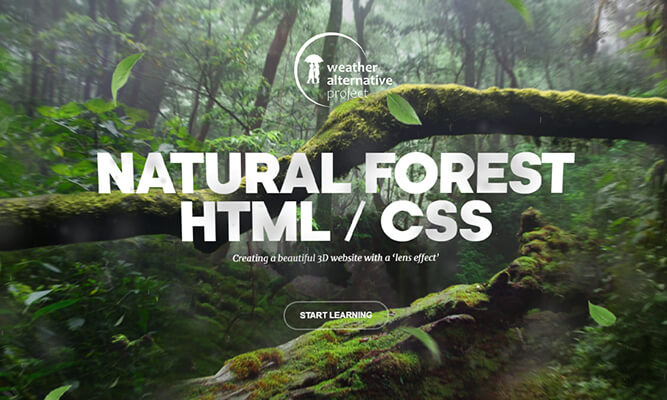 weather
alternative
project
NATURAL FOREST
HTML / CSS
Creating a beautiful 3D website with a ‘lens effect’
START LEARNING